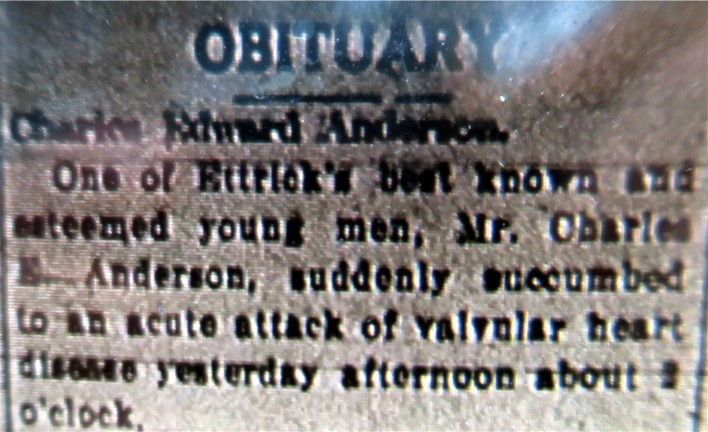 OBITUARY
Charles Edward Anderson.
One of Ettrick's best known and
esteemed young men, Mr. Charles
E. Anderson, suddenly succumbed
to an acute attack of valvular heart
disease yesterday afternoon about
o'clock.